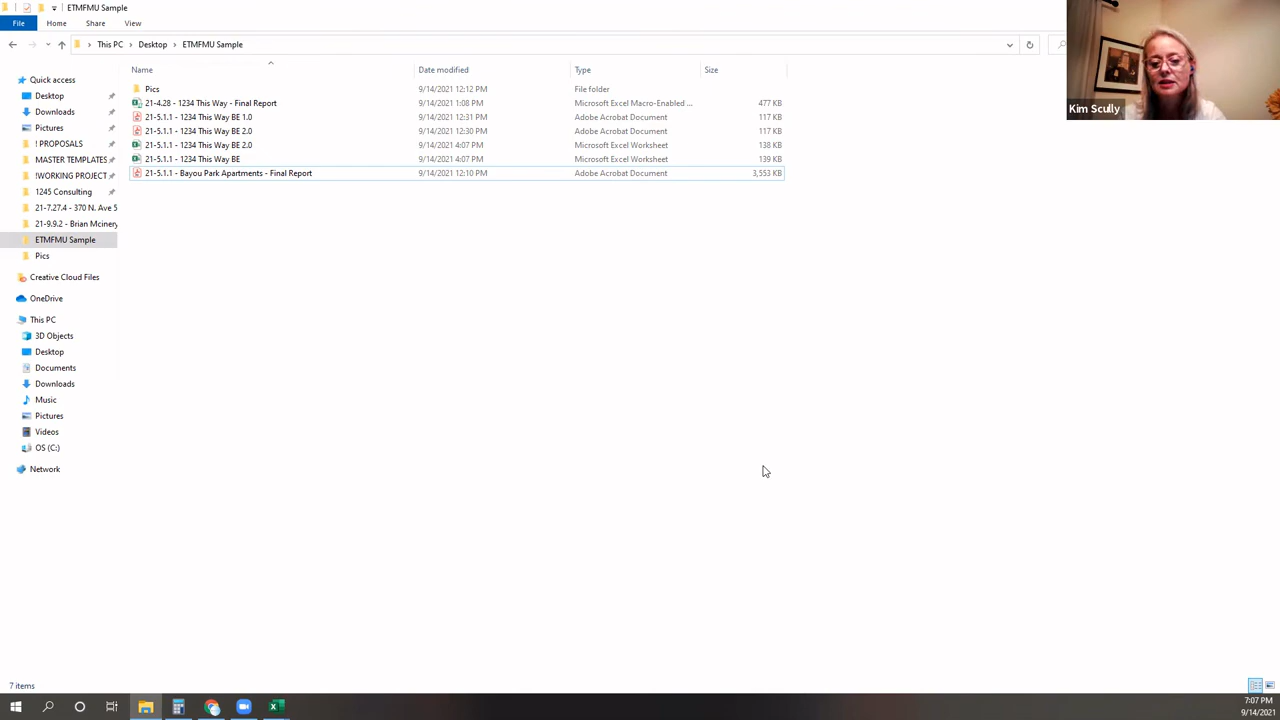 ETMFMU Sample
File Home Share View
This PC Desktop ETMFMU Sample
Name Date modified Type Size
Quick access
Desktop
Downloads
Pictures
! PROPOSALS
MASTER TEMPLATES
!WORKING PROJECT
1245 Consulting
21-7.27.4 - 370 N. Ave 5
21-9.9.2 - Brian Mciner
ETMFMU Sample
Pics
Creative Cloud Files
OneDrive
This PC
3D Objects
Desktop
Documents
Downloads
Music
Pictures
Videos
OS (C:)
Network
Pics 9/14/2021 12:12 PM File folder
21-4.28 - 1234 This Way - Final Report 9/14/2021 1:08 PM Microsoft Excel Macro-Enabled ... 477 KB
21-5.1.1 - 1234 This Way BE 1.0 9/14/2021 12:31 PM Adobe Acrobat Document 117 KB
21-5.1.1 - 1234 This Way BE 2.0 9/14/2021 12:30 PM Adobe Acrobat Document 117 KB
21-5.1.1 - 1234 This Way BE 2.0 9/14/2021 4:07 PM Microsoft Excel Worksheet 138 KB
21-5.1.1 - 1234 This Way BE 9/14/2021 4:07 PM Microsoft Excel Worksheet 139 KB
21-5.1.1 - Bayou Park Apartments - Final Report 9/14/2021 12:10 PM Adobe Acrobat Document 3,553 KB
Kim Scully
7 items
7:07 PM
9/14/2021